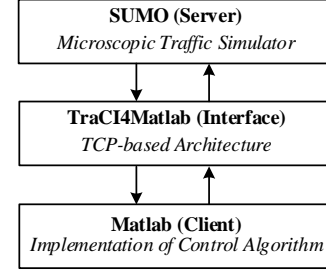 SUMO (Server)
Microscopic Traffic Simulator
TraCI4Matlab (Interface)
TCP-based Architecture
Matlab (Client)
Implementation of Control Algorithm